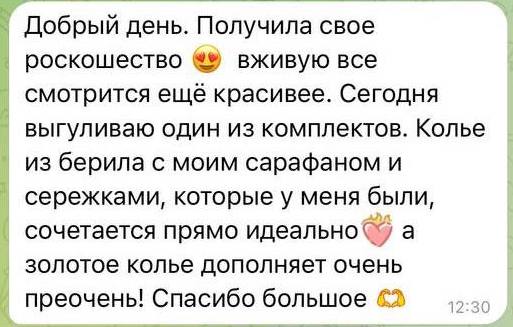 Добрый день. Получила свое
роскошество 😍 вживую все
смотрится ещё красивее. Сегодня
выгуливаю один из комплектов. Колье
из берила с моим сарафаном и
сережками, которые у меня были,
сочетается прямо идеально❤️‍🔥 а
золотое колье дополняет очень
преочень! Спасибо большое 🫶
12:30